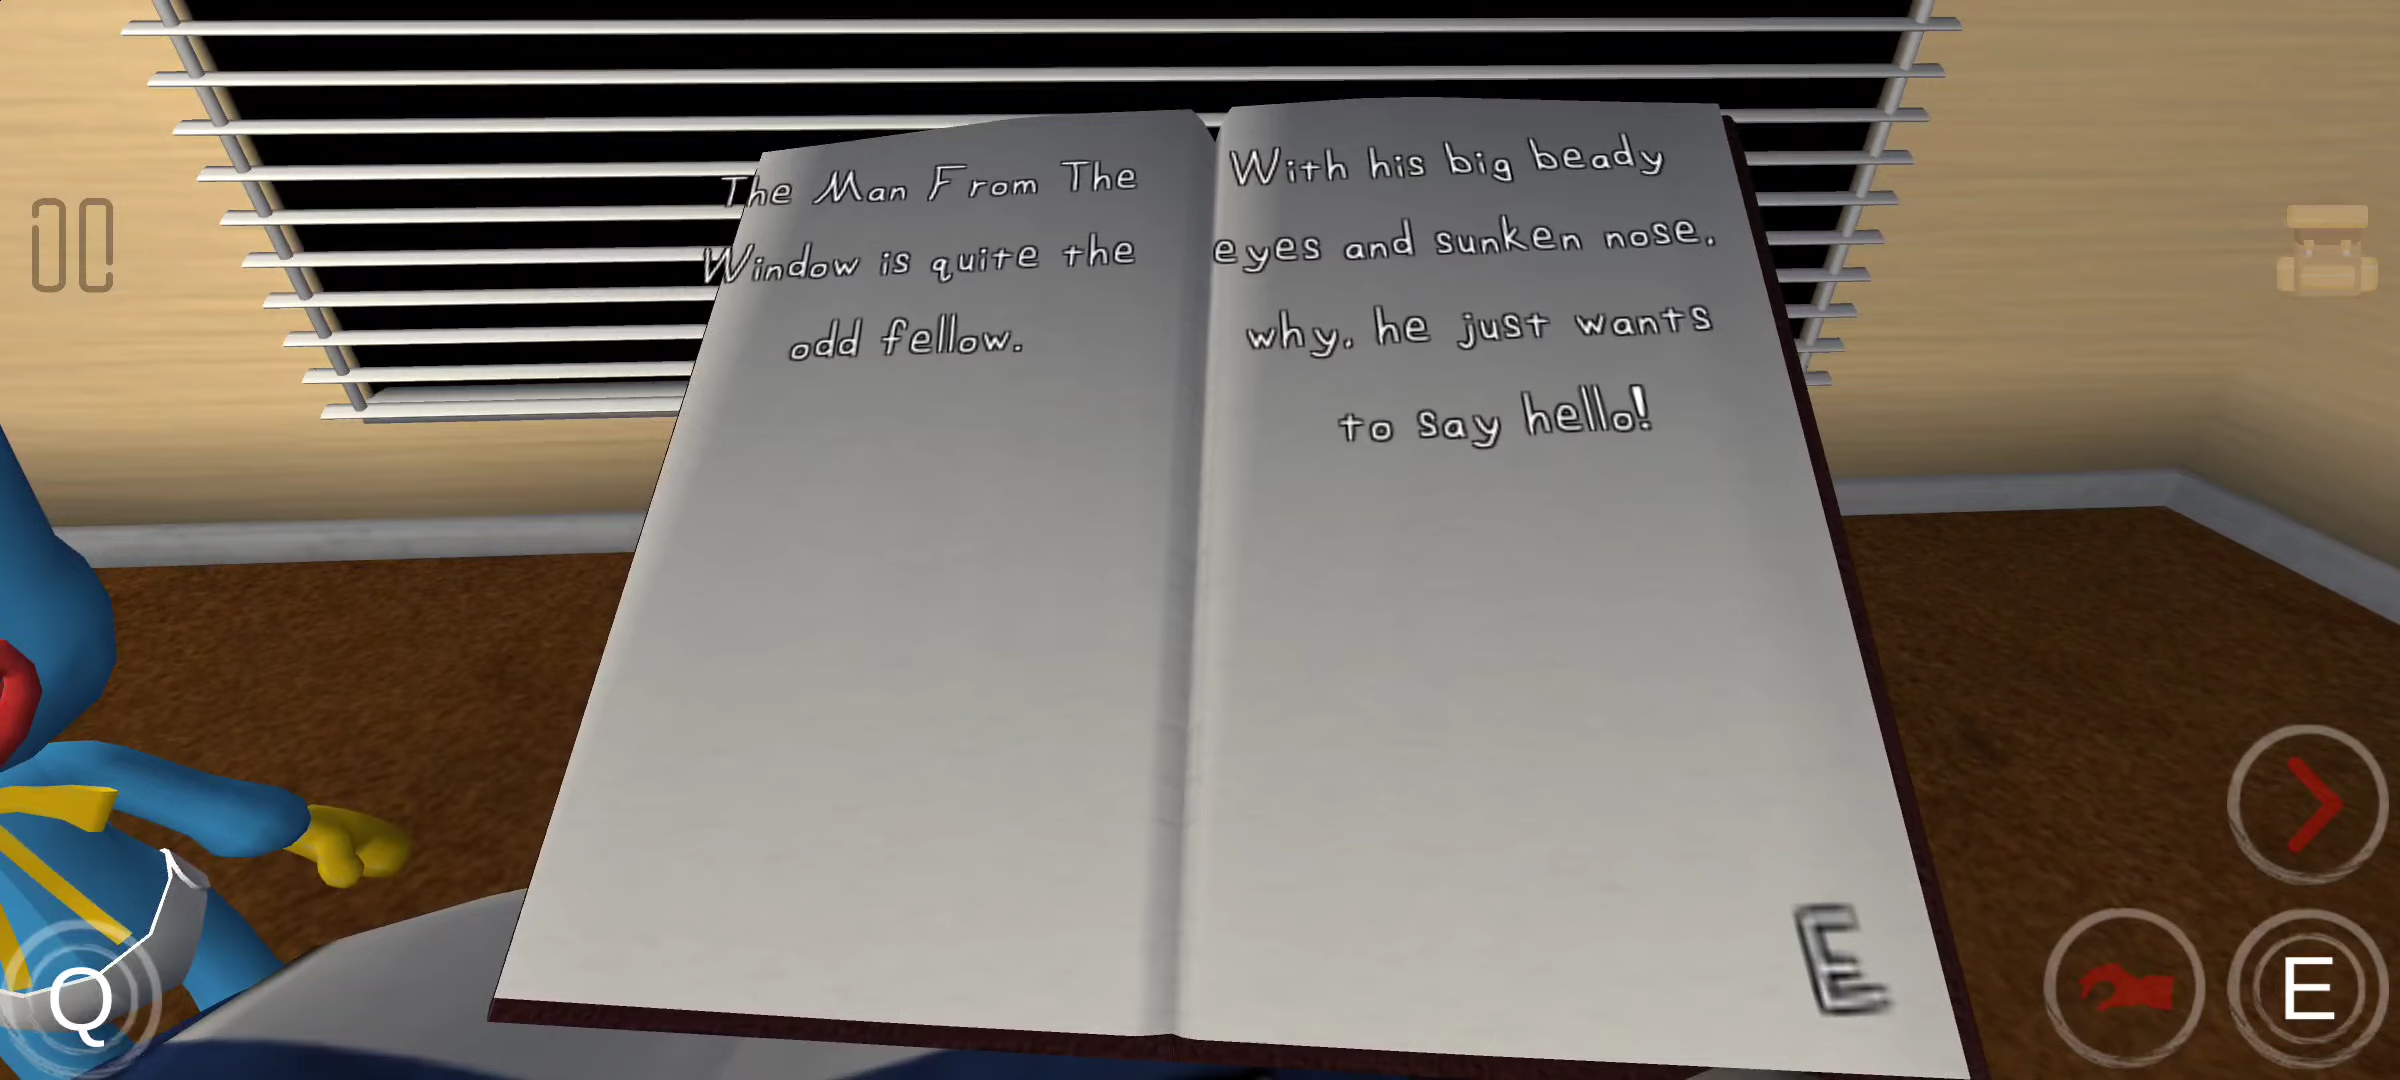 The Man From The
Window is quite the
odd fellow.
With his big beady
eyes and sunken nose,
why, he just wants
to say hello!
E
Q
E